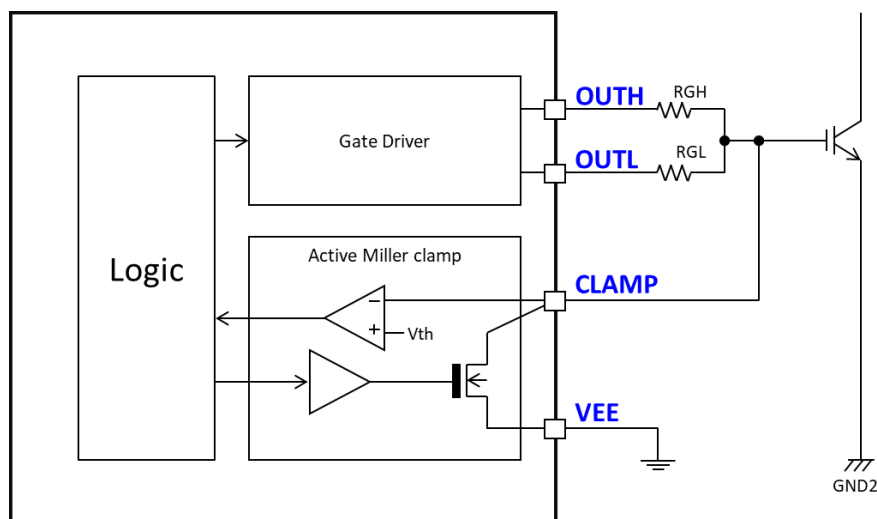 OUTH
RGH
Gate Driver
OUTL
RGL
Logic
Active Miller clamp
CLAMP
−
+
Vth
VEE
GND2